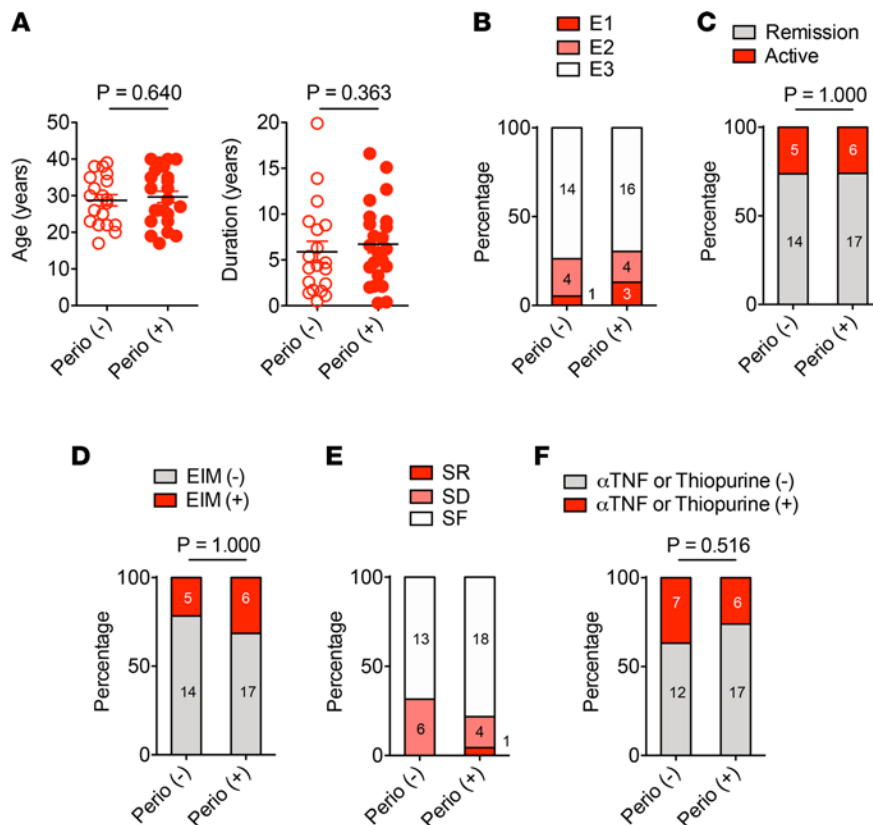 A
P = 0.640
50
40
30
20
10
0
Age (years)
Perio (-)
Perio (+)
P = 0.363
20
15
10
5
0
Duration (years)
Perio (-)
Perio (+)
B
E1
E2
E3
100
50
0
Percentage
14
4
1
16
4
3
Perio (-)
Perio (+)
C
Remission
Active
P = 1.000
100
50
0
Percentage
5
14
6
17
Perio (-)
Perio (+)
D
EIM (-)
EIM (+)
P = 1.000
100
50
0
Percentage
5
14
6
17
Perio (-)
Perio (+)
E
SR
SD
SF
100
50
0
Percentage
13
6
18
4
1
Perio (-)
Perio (+)
F
αTNF or Thiopurine (-)
αTNF or Thiopurine (+)
P = 0.516
100
50
0
Percentage
7
12
6
17
Perio (-)
Perio (+)